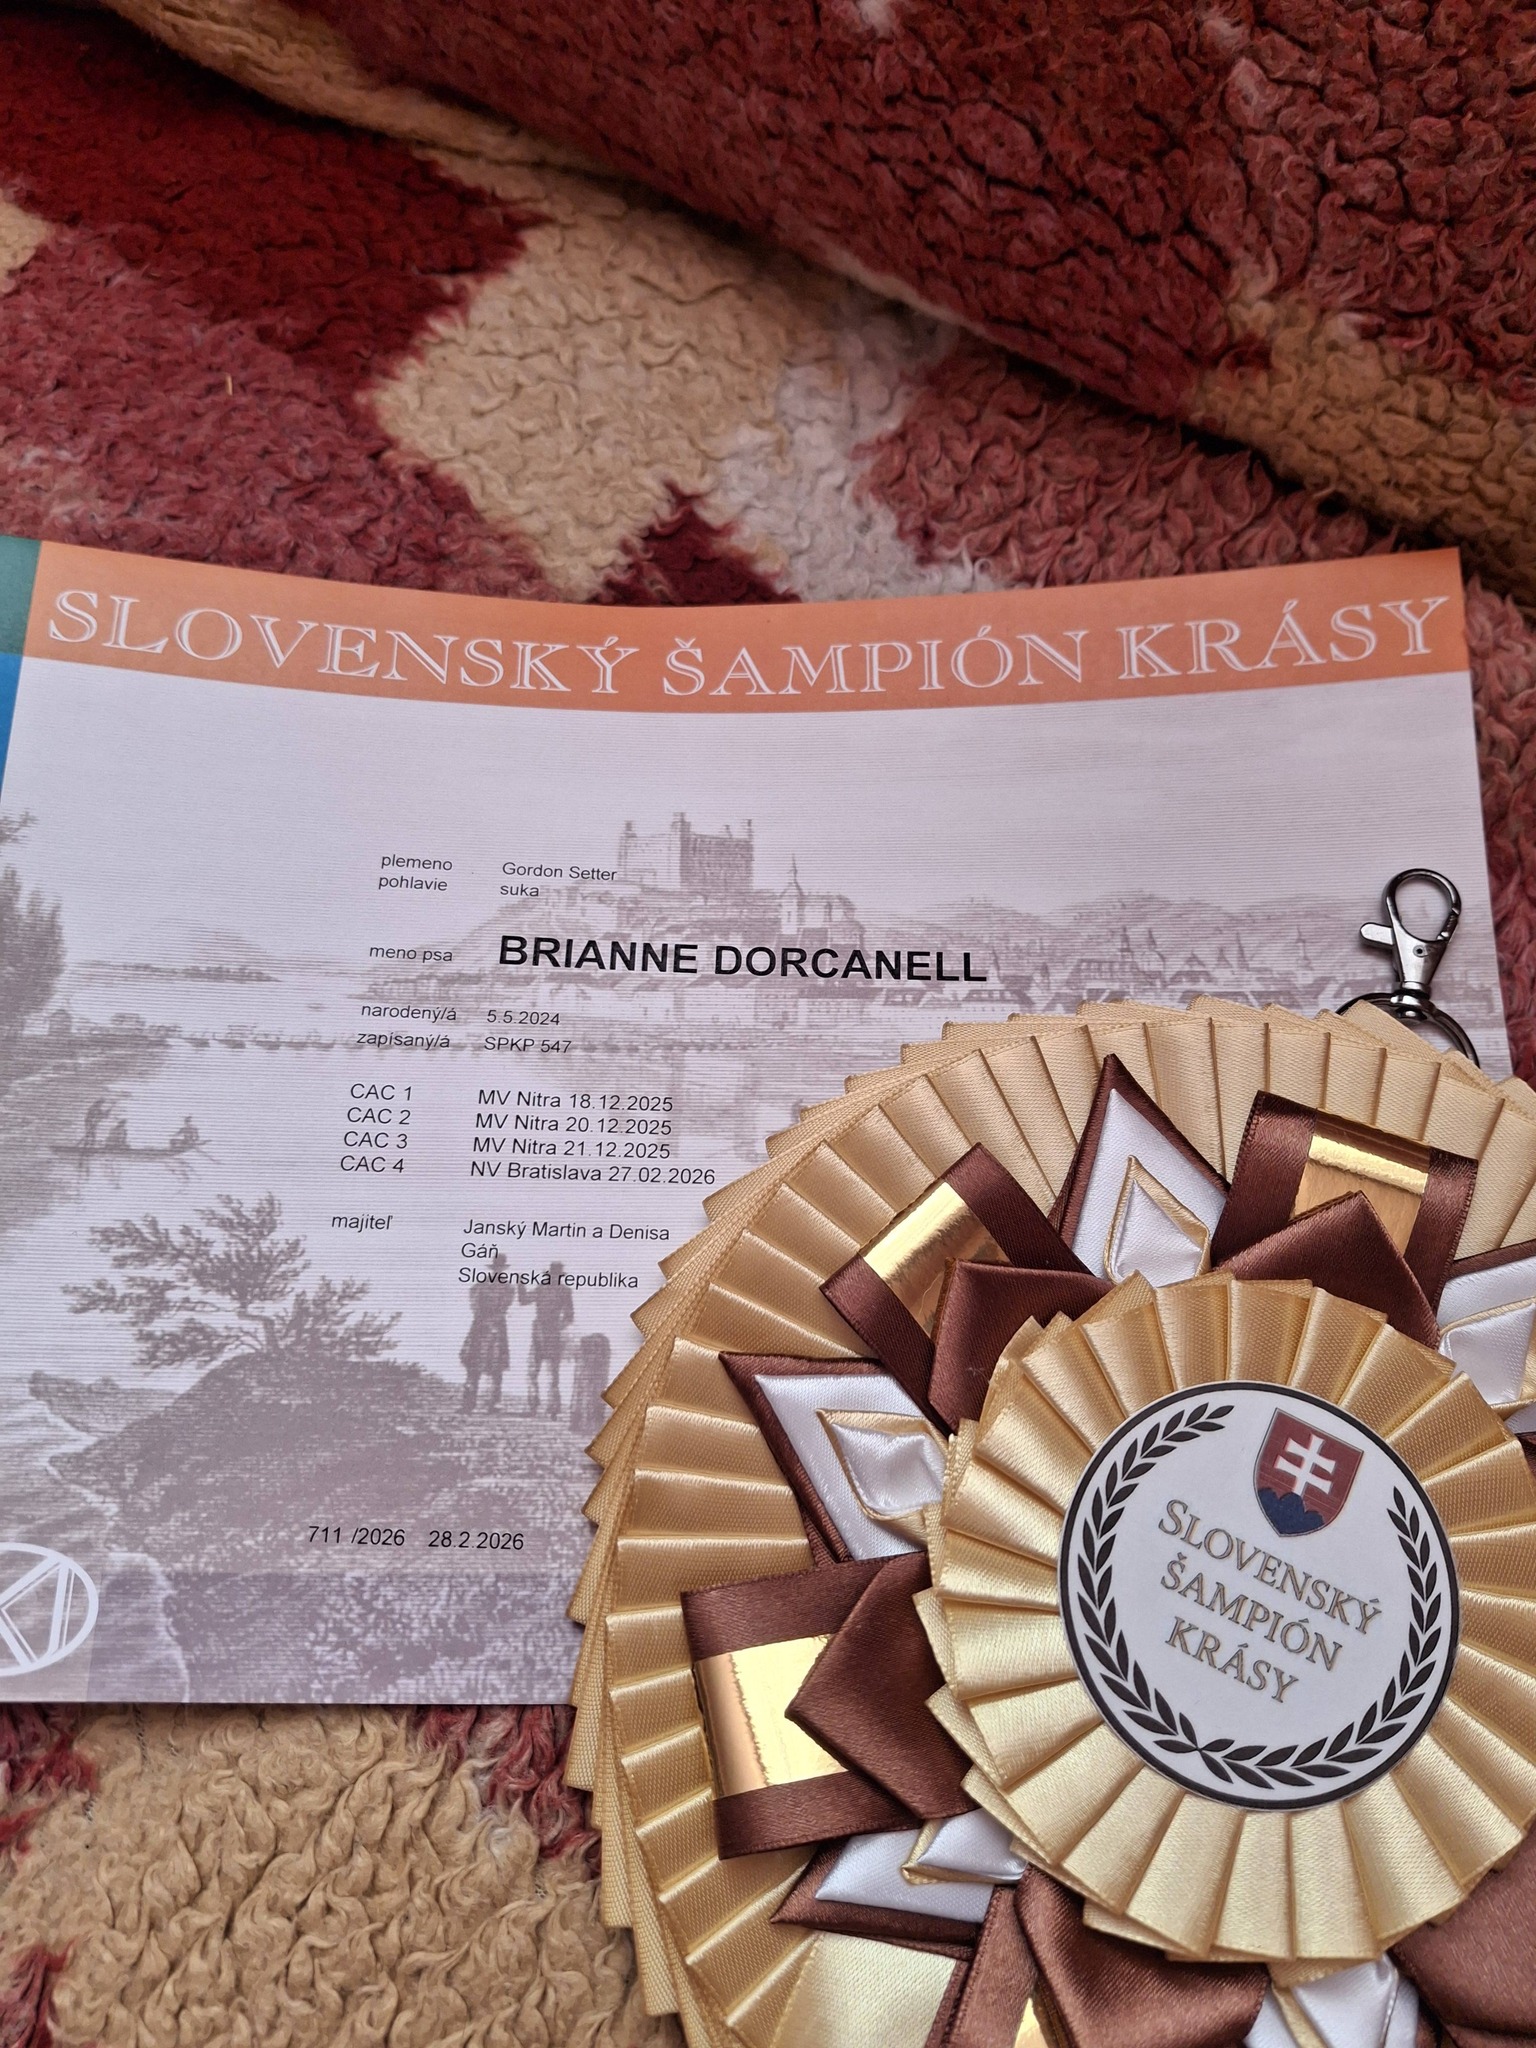 SLOVENSKÝ ŠAMPIÓN KRÁSY
plemeno Gordon Setter
pohlavie suka
meno psa BRIANNE DORCANELL
narodený/á 5.5.2024
zapísaný/á SPKP 547
CAC 1 MV Nitra 18.12.2025
CAC 2 MV Nitra 20.12.2025
CAC 3 MV Nitra 21.12.2025
CAC 4 NV Bratislava 27.02.2026
majiteľ Janský Martin a Denisa
Gáň
Slovenská republika
711 /2026 28.2.2026
SLOVENSKÝ
ŠAMPIÓN
KRÁSY